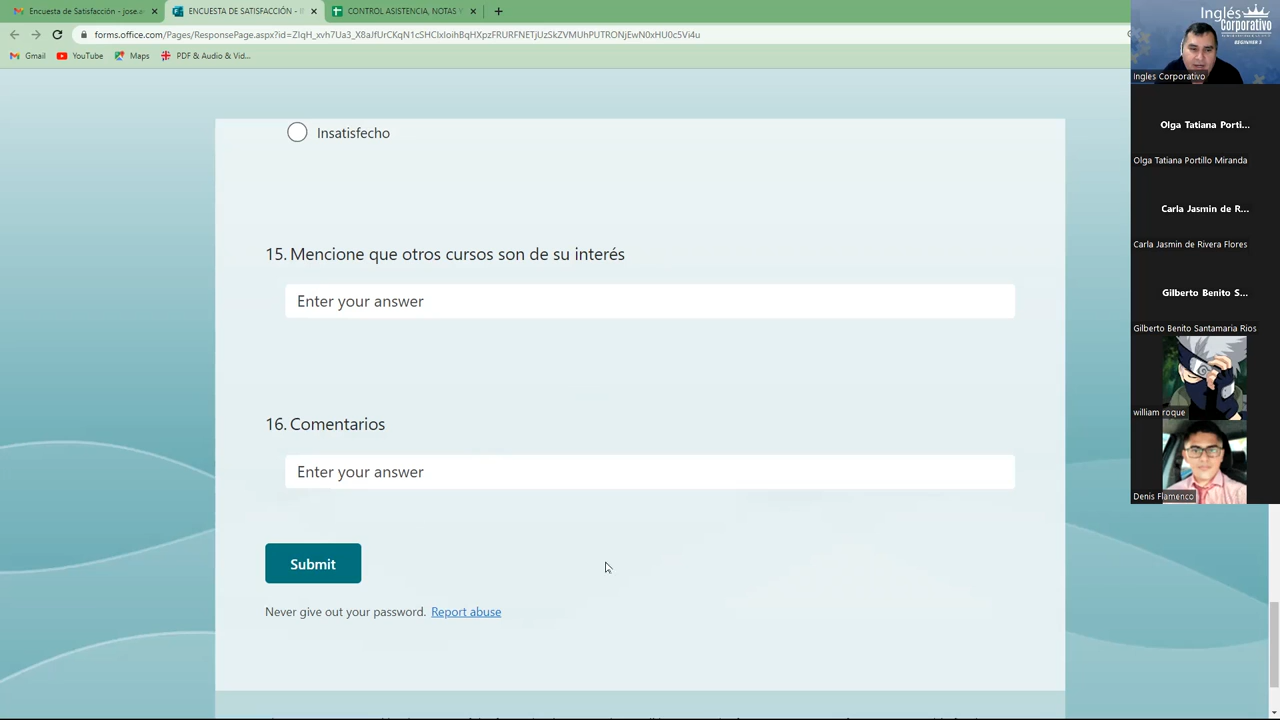 Encuesta de Satisfacción - jose.a
ENCUESTA DE SATISFACCIÓN - I
CONTROL ASISTENCIA, NOTAS Y
forms.office.com/Pages/ResponsePage.aspx?id=ZIqH_xvh7Ua3_X8aJfUrCKqN1cSHCIxIoihBqHXpzFRURFNETjUzSkZVMUhPUTRONjEwN0xHU0c5Vi4u
Gmail
YouTube
Maps
PDF & Audio & Vid...
Insatisfecho
15. Mencione que otros cursos son de su interés
Enter your answer
16. Comentarios
Enter your answer
Submit
Never give out your password. Report abuse
Inglés
Corporativo
BEGINNER 5
Ingles Corporativo
Olga Tatiana Porti...
Olga Tatiana Portillo Miranda
Carla Jasmin de R...
Carla Jasmin de Rivera Flores
Gilberto Benito S...
Gilberto Benito Santamaria Rios
william roque
Denis Flamenco